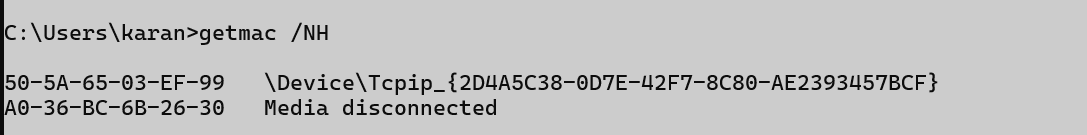 C:\Users\karan>getmac /NH
50-5A-65-03-EF-99   \Device\Tcpip_{2D4A5C38-0D7E-42F7-8C80-AE2393457BCF}
A0-36-BC-6B-26-30   Media disconnected